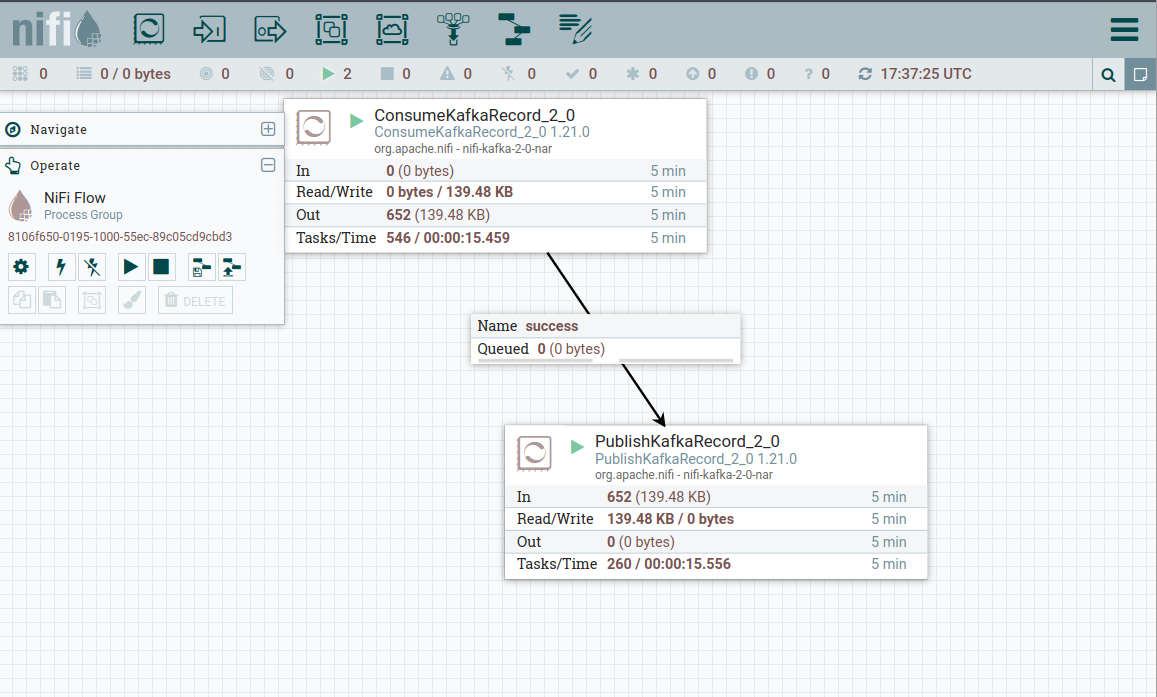 nifi
0 0 / 0 bytes 0 0 2 0 0 0 0 0 0 0 ? 0 17:37:25 UTC
Navigate
Operate
NiFi Flow
Process Group
8106f650-0195-1000-55ec-89c05cd9cbd3
DELETE
ConsumeKafkaRecord_2_0
ConsumeKafkaRecord_2_0 1.21.0
org.apache.nifi - nifi-kafka-2-0-nar
In 0 (0 bytes) 5 min
Read/Write 0 bytes / 139.48 KB 5 min
Out 652 (139.48 KB) 5 min
Tasks/Time 546 / 00:00:15.459 5 min
Name success
Queued 0 (0 bytes)
PublishKafkaRecord_2_0
PublishKafkaRecord_2_0 1.21.0
org.apache.nifi - nifi-kafka-2-0-nar
In 652 (139.48 KB) 5 min
Read/Write 139.48 KB / 0 bytes 5 min
Out 0 (0 bytes) 5 min
Tasks/Time 260 / 00:00:15.556 5 min